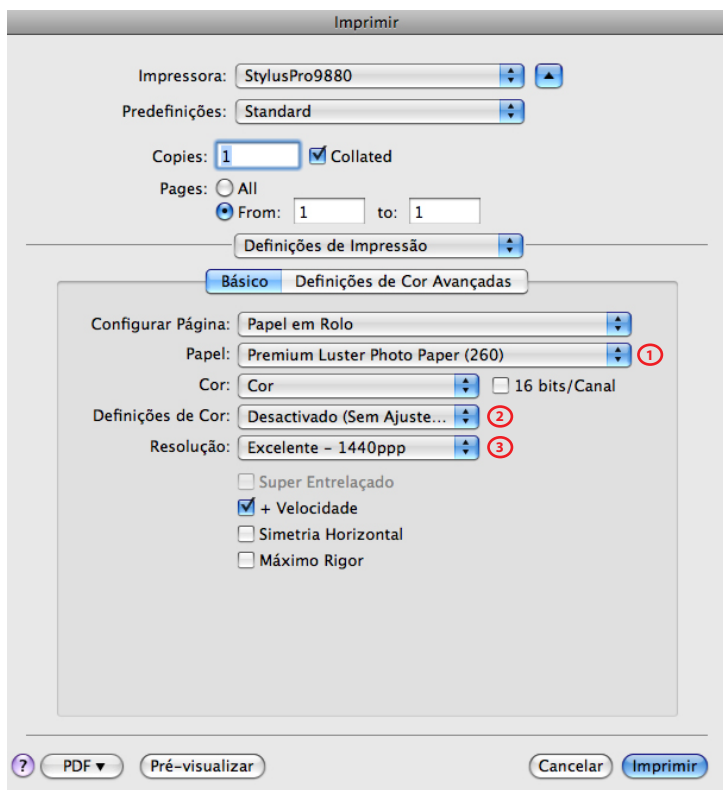 Imprimir
Impressora: StylusPro9880
Predefinições: Standard
Copies: 1 Collated
Pages: All
From: 1 to: 1
Definições de Impressão
Básico Definições de Cor Avançadas
Configurar Página: Papel em Rolo
Papel: Premium Luster Photo Paper (260) 1
Cor: Cor 16 bits/Canal
Definições de Cor: Desactivado (Sem Ajuste... 2
Resolução: Excelente – 1440ppp 3
Super Entrelaçado
+ Velocidade
Simetria Horizontal
Máximo Rigor
? PDF ▼ Pré-visualizar Cancelar Imprimir